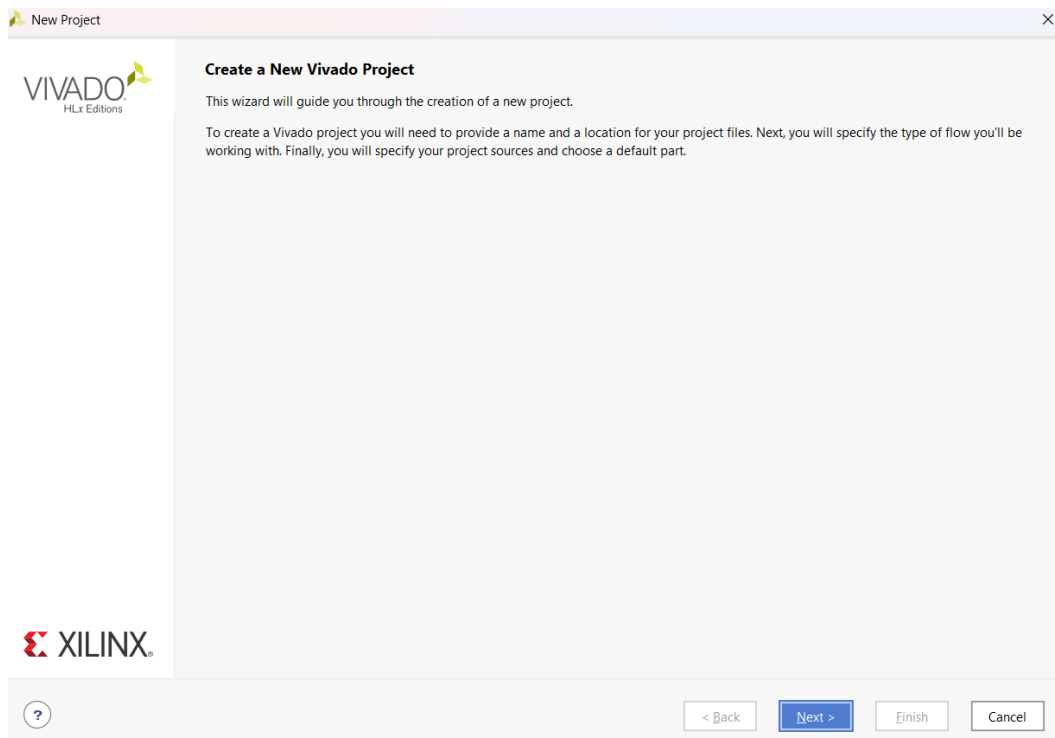 New Project
VIVADO.
HLx Editions
Create a New Vivado Project
This wizard will guide you through the creation of a new project.
To create a Vivado project you will need to provide a name and a location for your project files. Next, you will specify the type of flow you'll be
working with. Finally, you will specify your project sources and choose a default part.
XILINX.
?
< Back
Next >
Finish
Cancel